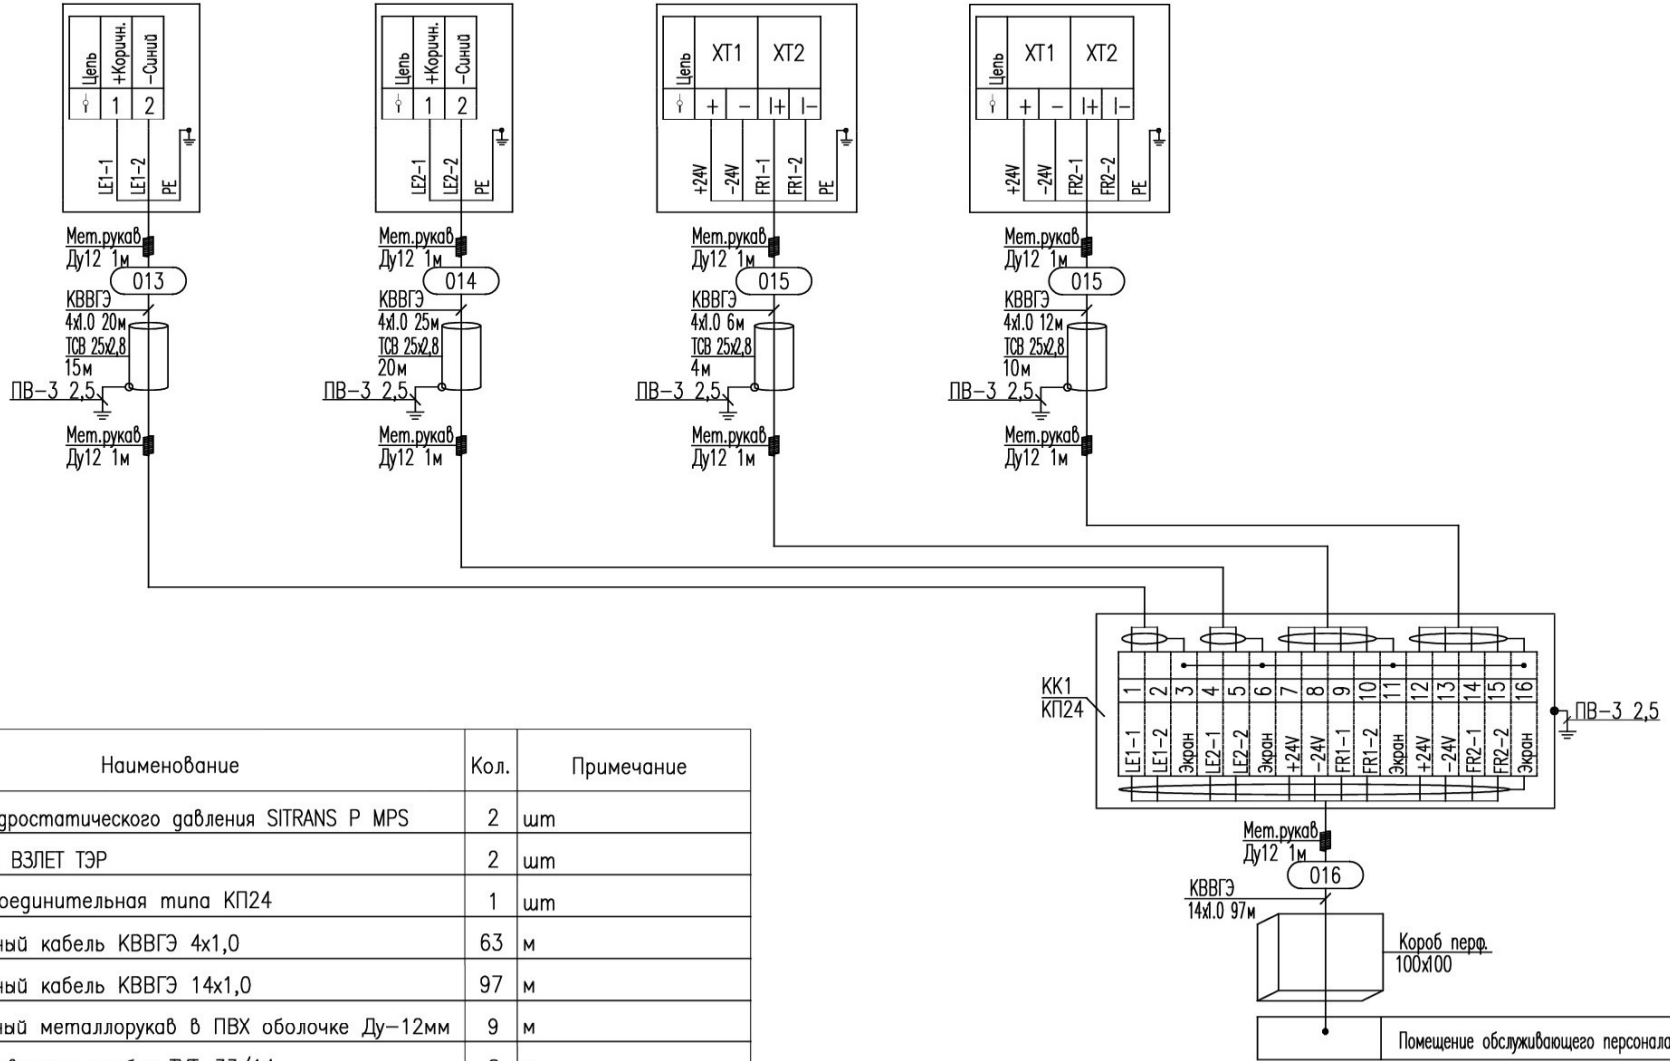 Цепь +Коричн. -Синий
1 2
LE1-1 LE1-2 PE
Мет.рукав
Ду12 1м
013
КВВГЭ
4х1.0 20м
ТСВ 25х2,8
15м
ПВ-3 2,5
Мет.рукав
Ду12 1м
Цепь +Коричн. -Синий
1 2
LE2-1 LE2-2 PE
Мет.рукав
Ду12 1м
014
КВВГЭ
4х1.0 25м
ТСВ 25х2,8
20м
ПВ-3 2,5
Мет.рукав
Ду12 1м
Цепь XT1 XT2
+ - I+ I-
+24V -24V FR1-1 FR1-2 PE
Мет.рукав
Ду12 1м
015
КВВГЭ
4х1.0 6м
ТСВ 25х2,8
4м
ПВ-3 2,5
Мет.рукав
Ду12 1м
Цепь XT1 XT2
+ - I+ I-
+24V -24V FR2-1 FR2-2 PE
Мет.рукав
Ду12 1м
015
КВВГЭ
4х1.0 12м
ТСВ 25х2,8
10м
ПВ-3 2,5
Мет.рукав
Ду12 1м
КК1
КП24
1 2 3 4 5 6 7 8 9 10 11 12 13 14 15 16
LE1-1 LE1-2 Экран LE2-1 LE2-2 Экран +24V -24V FR1-1 FR1-2 Экран +24V -24V FR2-1 FR2-2 Экран
ПВ-3 2,5
Мет.рукав
Ду12 1м
016
КВВГЭ
14х1.0 97м
Короб перф.
100х100
Помещение обслуживающего персонала
Наименование Кол. Примечание
дростатического давления SITRANS P MPS 2 шт
ВЗЛЕТ ТЭР 2 шт
оединительная типа КП24 1 шт
ный кабель КВВГЭ 4х1,0 63 м
ный кабель КВВГЭ 14х1,0 97 м
ный металлорукав в ПВХ оболочке Ду-12мм 9 м